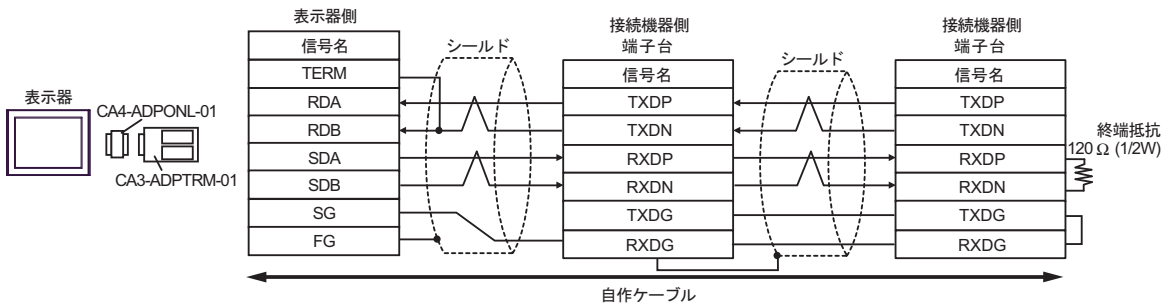 表示器
CA4-ADPONL-01
CA3-ADPTRM-01
表示器側
信号名
TERM
RDA
RDB
SDA
SDB
SG
FG
シールド
接続機器側
端子台
信号名
TXDP
TXDN
RXDP
RXDN
TXDG
RXDG
シールド
接続機器側
端子台
信号名
TXDP
TXDN
RXDP
RXDN
TXDG
RXDG
終端抵抗
120 Ω (1/2W)
自作ケーブル